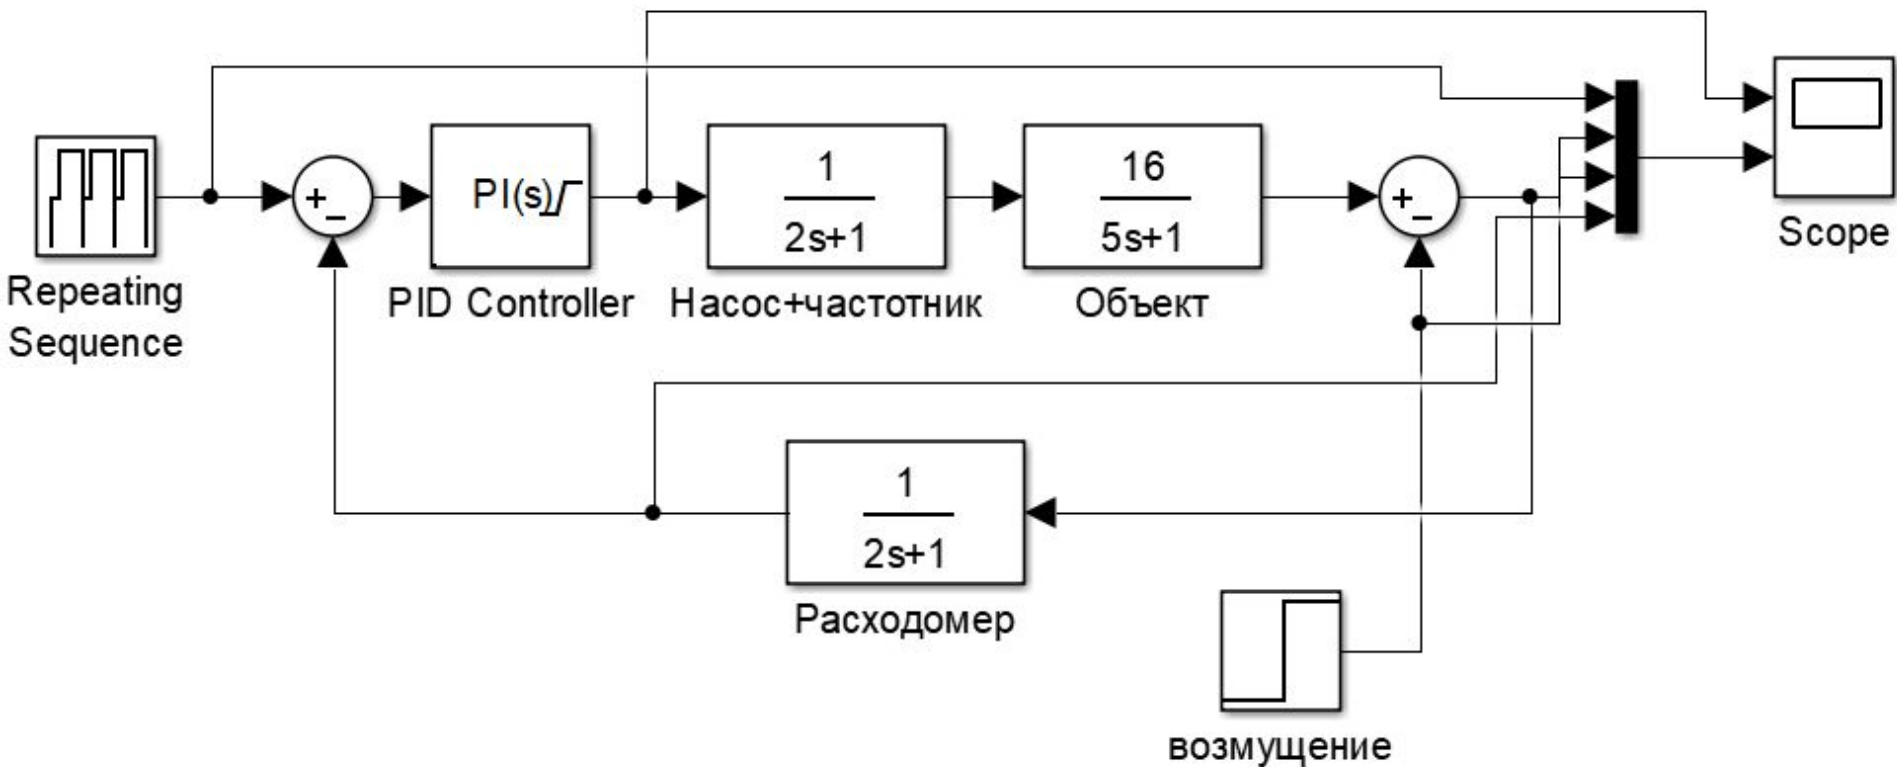 Repeating
Sequence
+
−
PI(s)
PID Controller
1
2s+1
Насос+частотник
16
5s+1
Объект
+
−
Scope
1
2s+1
Расходомер
возмущение